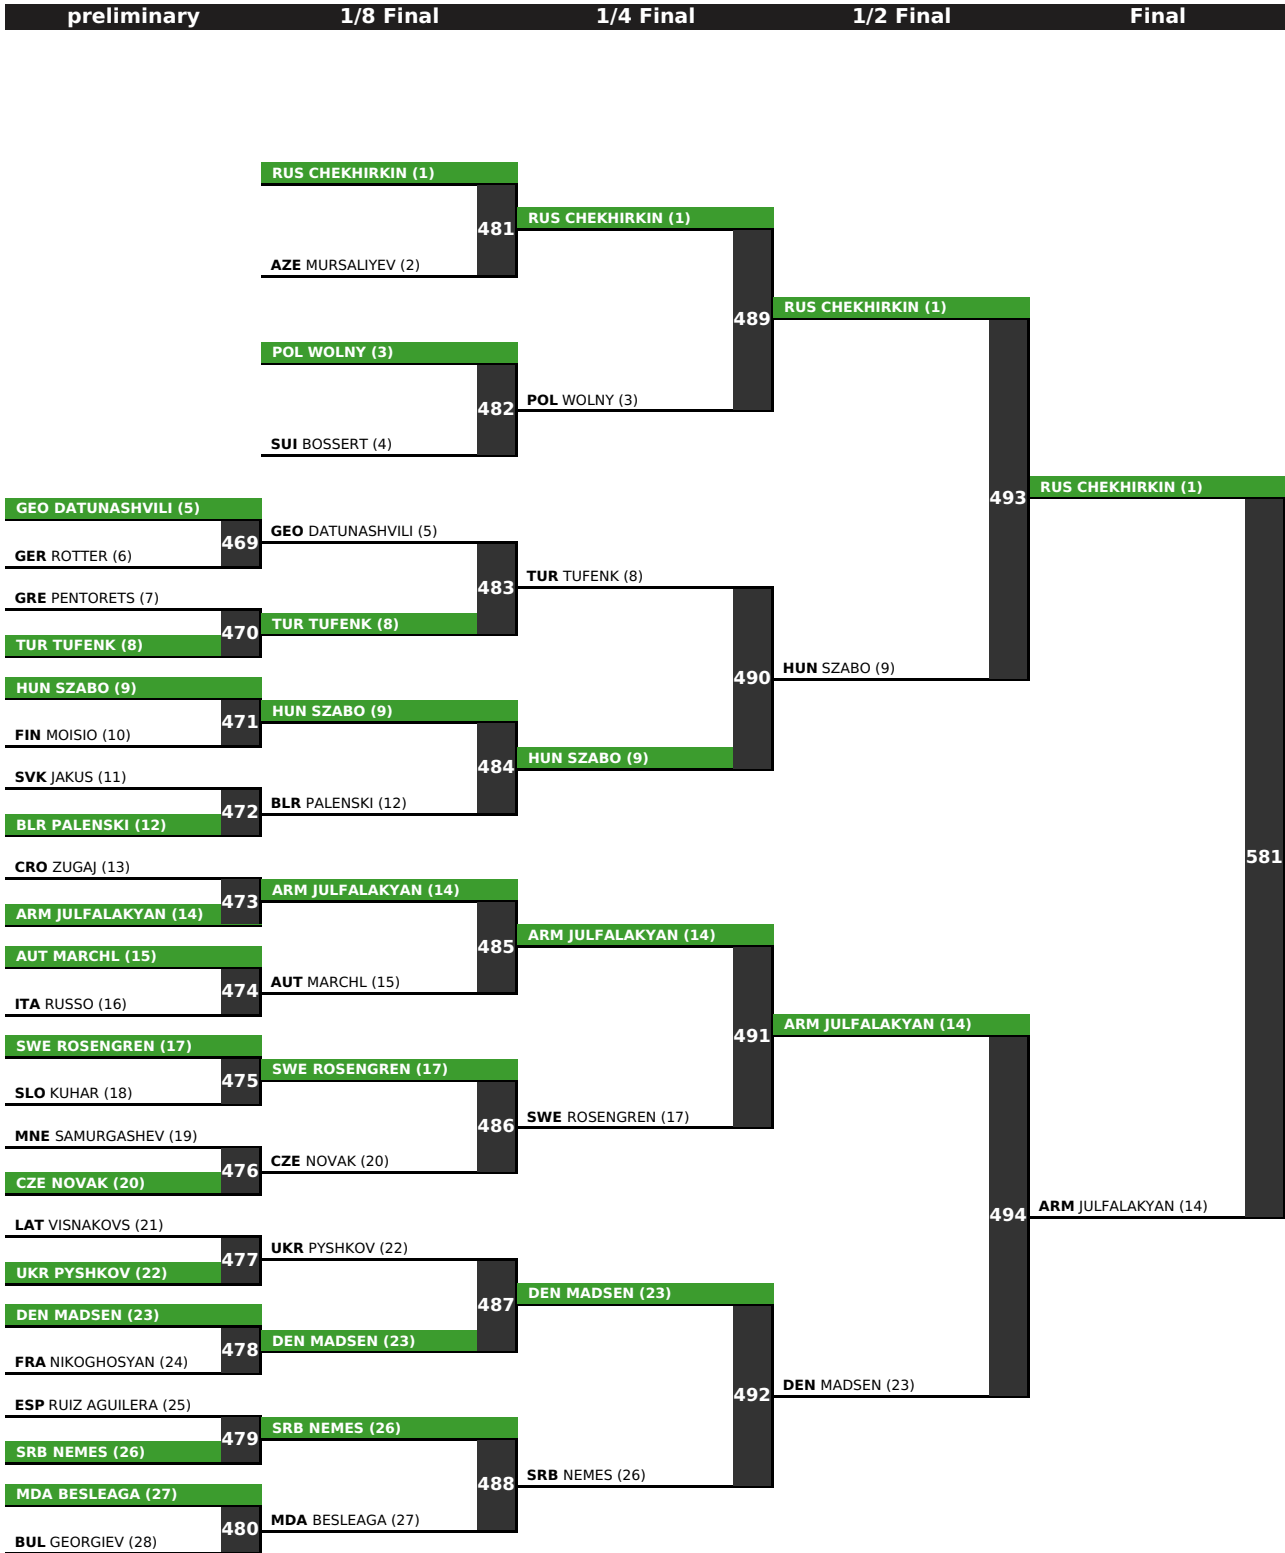 preliminary 1/8 Final 1/4 Final 1/2 Final Final
RUS CHEKHIRKIN (1)
481
AZE MURSALIYEV (2)
POL WOLNY (3)
482
SUI BOSSERT (4)
GEO DATUNASHVILI (5)
469
GER ROTTER (6)
GRE PENTORETS (7)
470
TUR TUFENK (8)
HUN SZABO (9)
471
FIN MOISIO (10)
SVK JAKUS (11)
472
BLR PALENSKI (12)
CRO ZUGAJ (13)
473
ARM JULFALAKYAN (14)
AUT MARCHL (15)
474
ITA RUSSO (16)
SWE ROSENGREN (17)
475
SLO KUHAR (18)
MNE SAMURGASHEV (19)
476
CZE NOVAK (20)
LAT VISNAKOVS (21)
477
UKR PYSHKOV (22)
DEN MADSEN (23)
478
FRA NIKOGHOSYAN (24)
ESP RUIZ AGUILERA (25)
479
SRB NEMES (26)
MDA BESLEAGA (27)
480
BUL GEORGIEV (28)
GEO DATUNASHVILI (5)
483
TUR TUFENK (8)
HUN SZABO (9)
484
BLR PALENSKI (12)
ARM JULFALAKYAN (14)
485
AUT MARCHL (15)
SWE ROSENGREN (17)
486
CZE NOVAK (20)
UKR PYSHKOV (22)
487
DEN MADSEN (23)
SRB NEMES (26)
488
MDA BESLEAGA (27)
RUS CHEKHIRKIN (1)
489
POL WOLNY (3)
TUR TUFENK (8)
490
HUN SZABO (9)
ARM JULFALAKYAN (14)
491
SWE ROSENGREN (17)
DEN MADSEN (23)
492
SRB NEMES (26)
RUS CHEKHIRKIN (1)
493
HUN SZABO (9)
ARM JULFALAKYAN (14)
494
DEN MADSEN (23)
RUS CHEKHIRKIN (1)
581
ARM JULFALAKYAN (14)